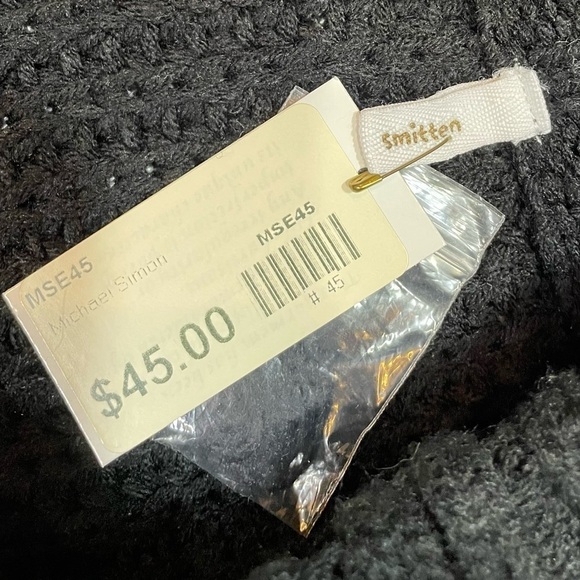 smitten
MSE45
Michael Simon
$45.00
MSE45
# 45